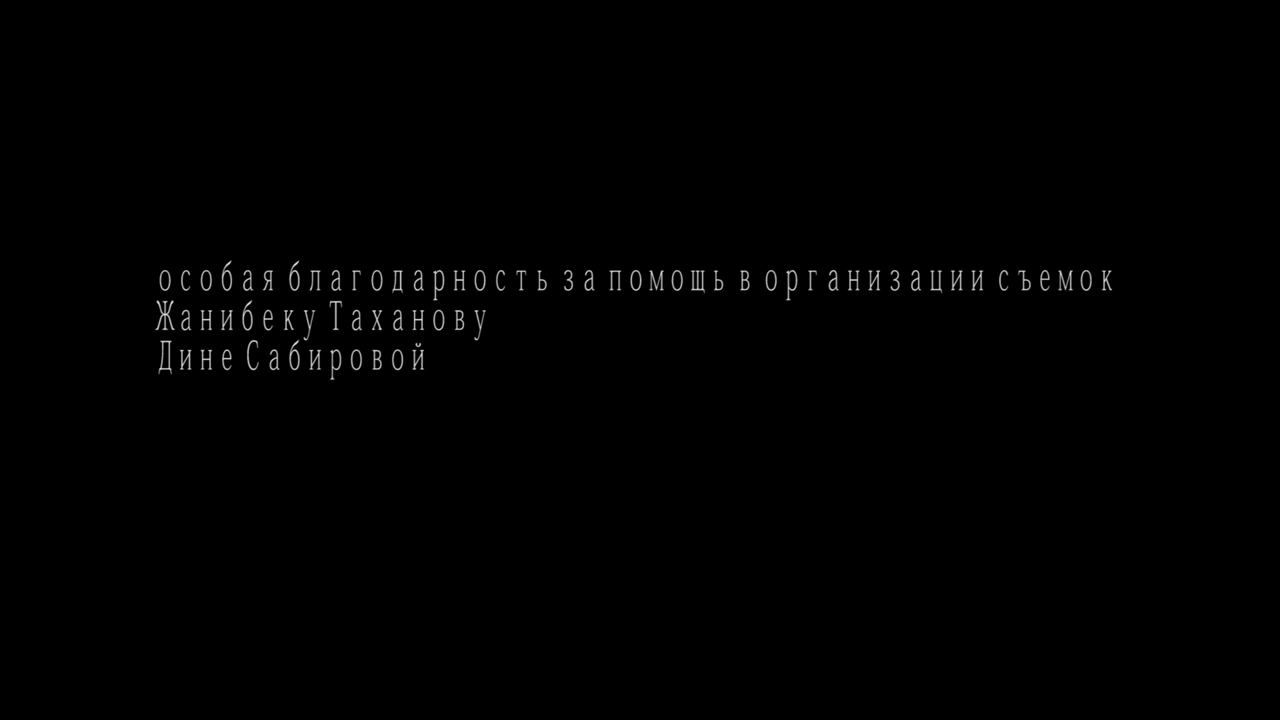 особая благодарность за помощь в организации съемок
Жанибеку Таханову
Дине Сабировой